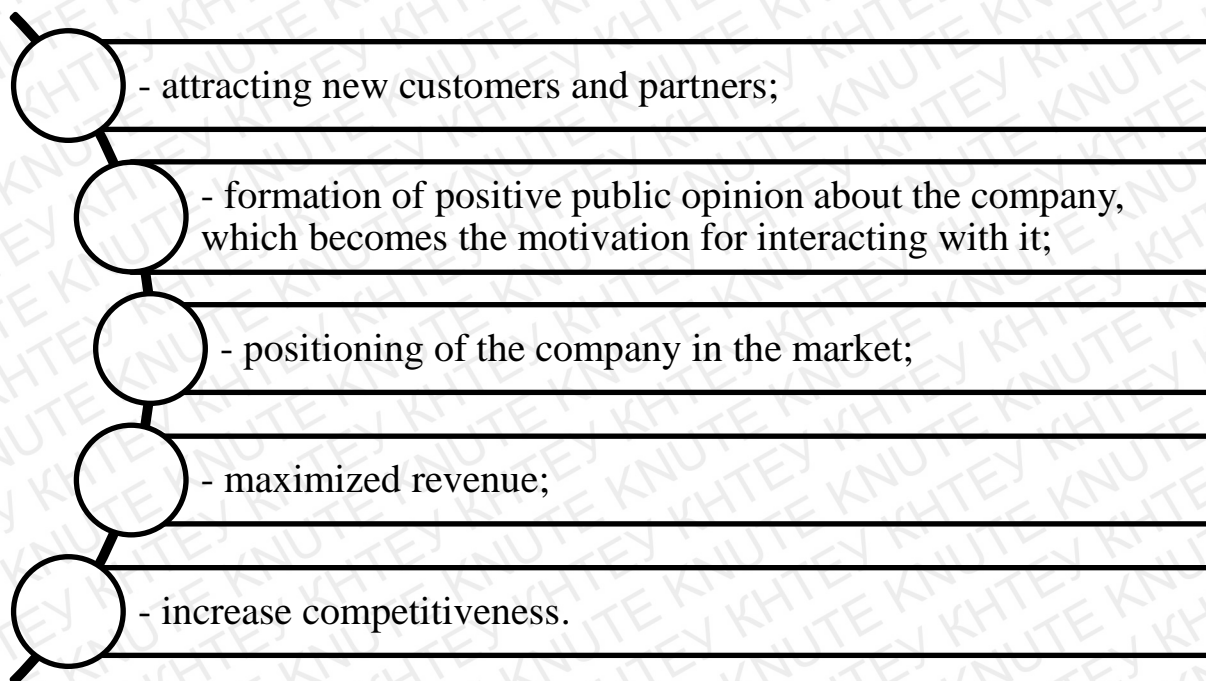 - attracting new customers and partners;
- formation of positive public opinion about the company,
which becomes the motivation for interacting with it;
- positioning of the company in the market;
- maximized revenue;
- increase competitiveness.